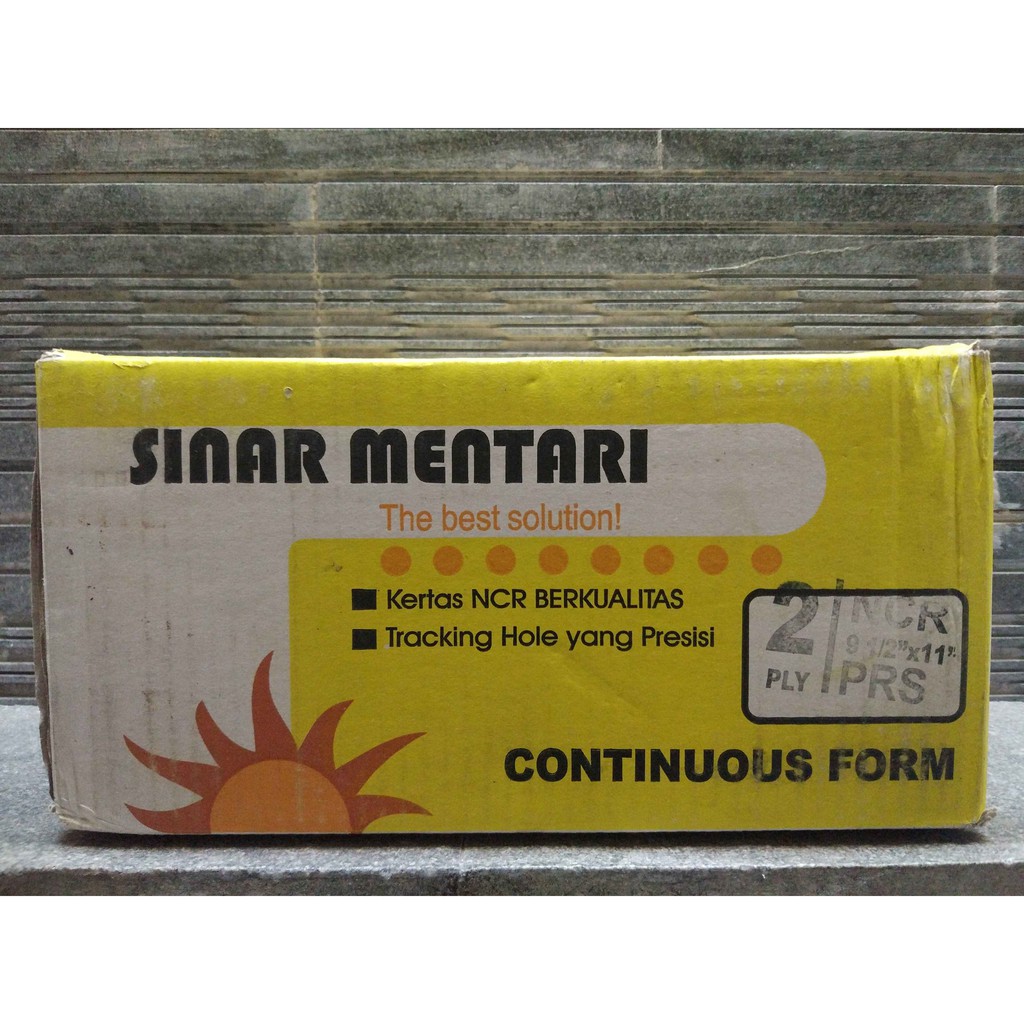 SINAR MENTARI
The best solution!
Kertas NCR BERKUALITAS
Tracking Hole yang Presisi
2 PLY
NCR
9 1/2"x11"
PRS
CONTINUOUS FORM